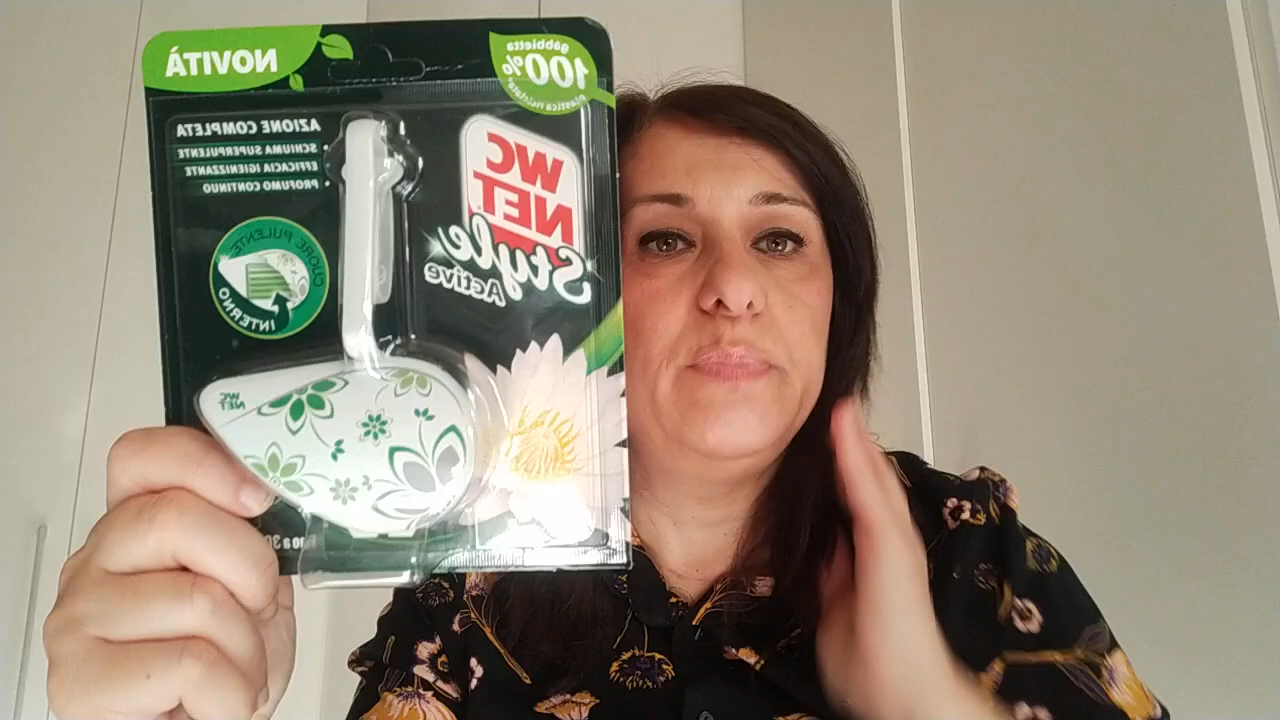 NOVITÁ
gabbietta
100%
plastica riciclata*
AZIONE COMPLETA
• SCHIUMA SUPERPULENTE
• EFFICACIA IGIENIZZANTE
• PROFUMO CONTINUO
WC
NET
Style
Active
CUORE PULENTE
INTERNO
WC
NET